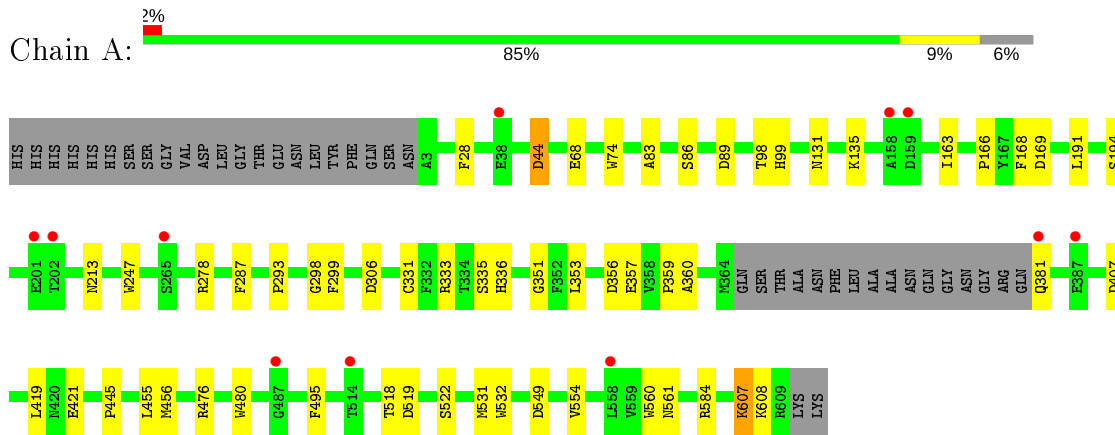 2%
Chain A:
85% 9% 6%
HIS HIS HIS HIS HIS HIS SER SER GLY VAL ASP LEU GLY THR GLU ASN LEU TYR PHE GLN SER ASN A3 F28 E38 D44 E68 W74 A83 S86 D89 T98 H99 N131 K135 A158 D159 I163 P166 Y167 F168 D169 L191 S194
E201 T202 N213 W247 S265 R278 F287 P293 G298 F299 D306 C331 F332 R333 T334 S335 H336 G351 F352 L353 D356 E357 V358 P359 A360 M364 GLN SER THR ALA ASN PHE LEU ALA ALA ASN GLN GLY ASN GLY ARG GLN Q381 E387 D407
L419 N420 E421 P445 L455 M456 R476 W480 G487 F495 T514 T518 D519 S522 M531 W532 D549 V554 L558 V559 W560 N561 R584 K607 K608 R609 LYS LYS